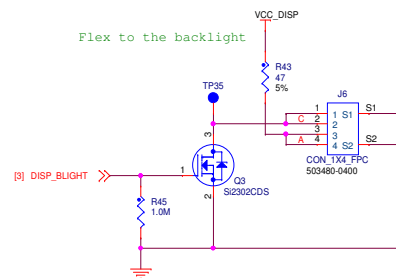 VCC_DISP
Flex to the backlight
R43
47
5%
TP35
J6
1 1 S1 S1
C 2 2
3 3
A 4 4 S2 S2
CON_1X4_FPC
503480-0400
3
1
Q3
Si2302CDS
2
[3] DISP_BLIGHT
R45
1.0M